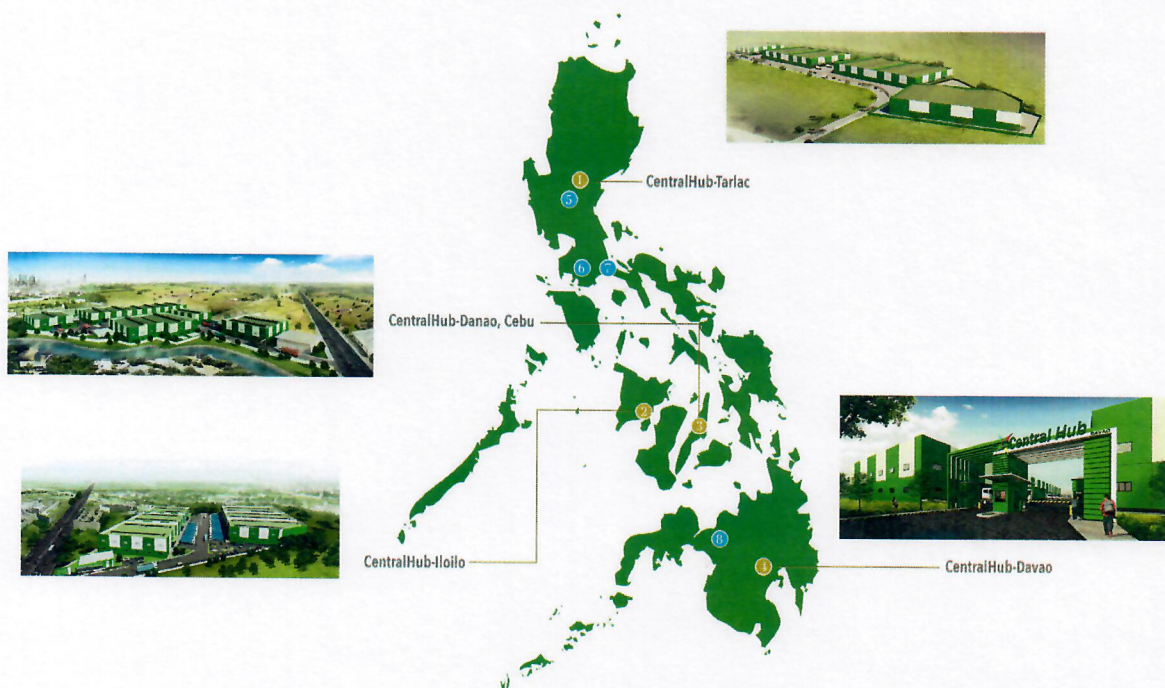 1
CentralHub-Tarlac
5
6
7
CentralHub-Danao, Cebu
2
3
Central Hub
DAVAO
8
CentralHub-Iloilo
4
CentralHub-Davao